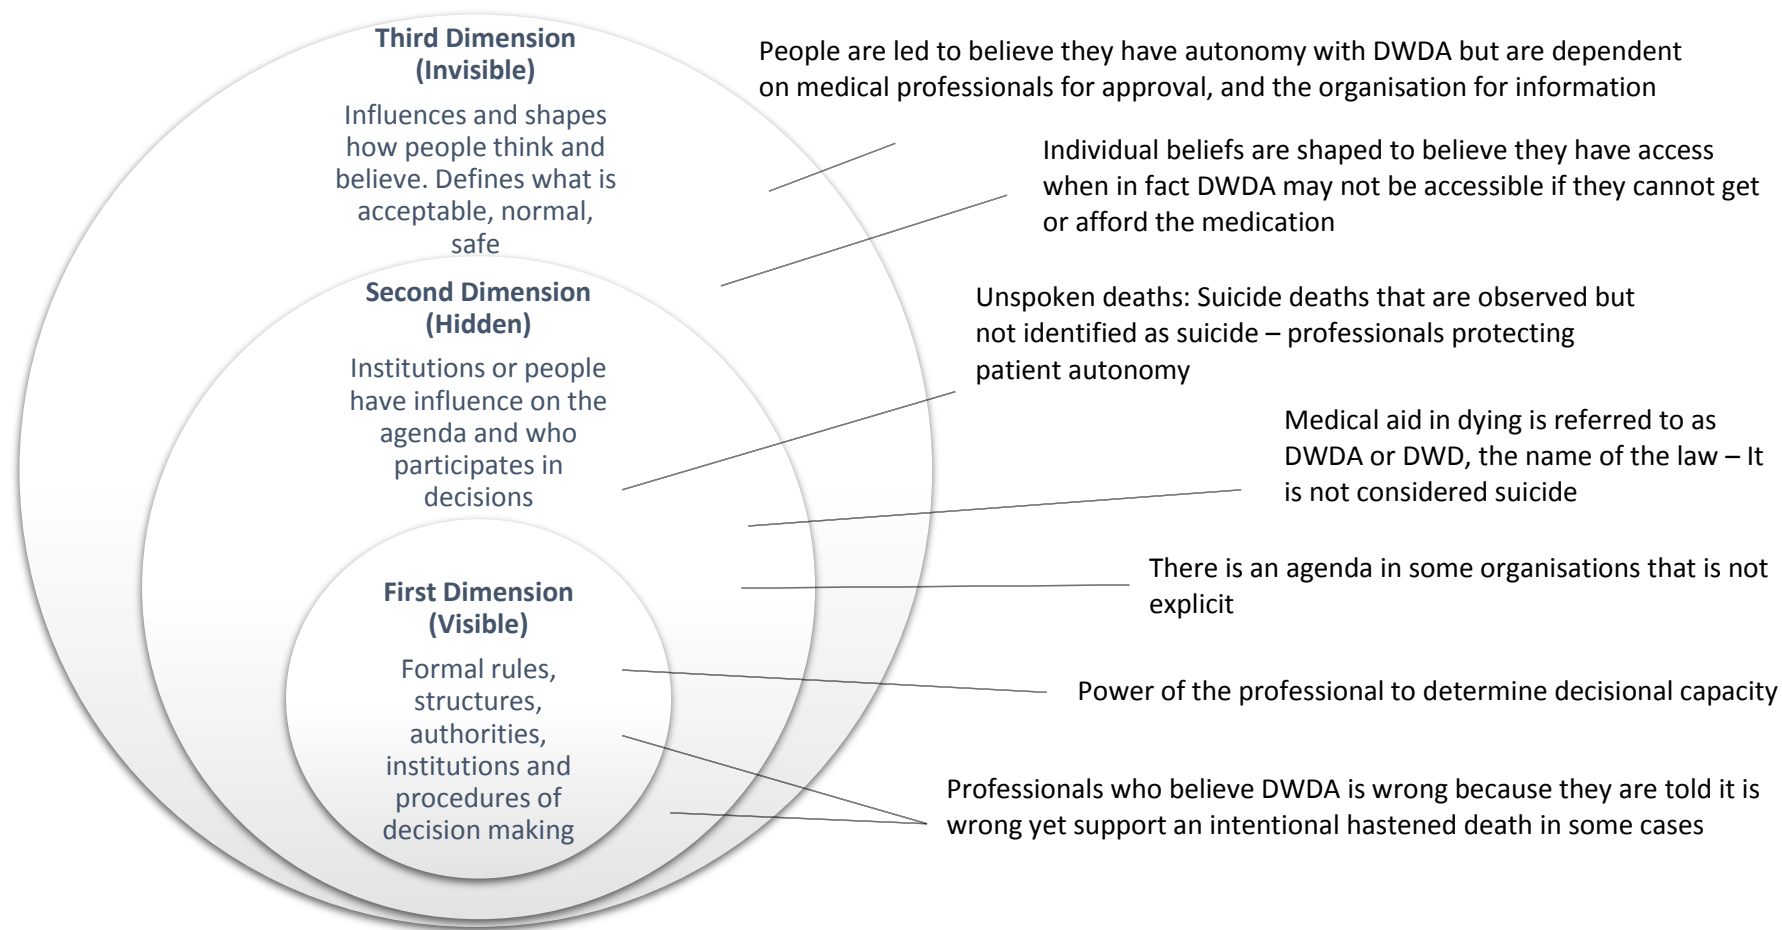 Third Dimension
(Invisible)
Influences and shapes
how people think and
believe. Defines what is
acceptable, normal,
safe
Second Dimension
(Hidden)
Institutions or people
have influence on the
agenda and who
participates in
decisions
First Dimension
(Visible)
Formal rules,
structures,
authorities,
institutions and
procedures of
decision making
People are led to believe they have autonomy with DWDA but are dependent
on medical professionals for approval, and the organisation for information
Individual beliefs are shaped to believe they have access
when in fact DWDA may not be accessible if they cannot get
or afford the medication
Unspoken deaths: Suicide deaths that are observed but
not identified as suicide – professionals protecting
patient autonomy
Medical aid in dying is referred to as
DWDA or DWD, the name of the law – It
is not considered suicide
There is an agenda in some organisations that is not
explicit
Power of the professional to determine decisional capacity
Professionals who believe DWDA is wrong because they are told it is
wrong yet support an intentional hastened death in some cases